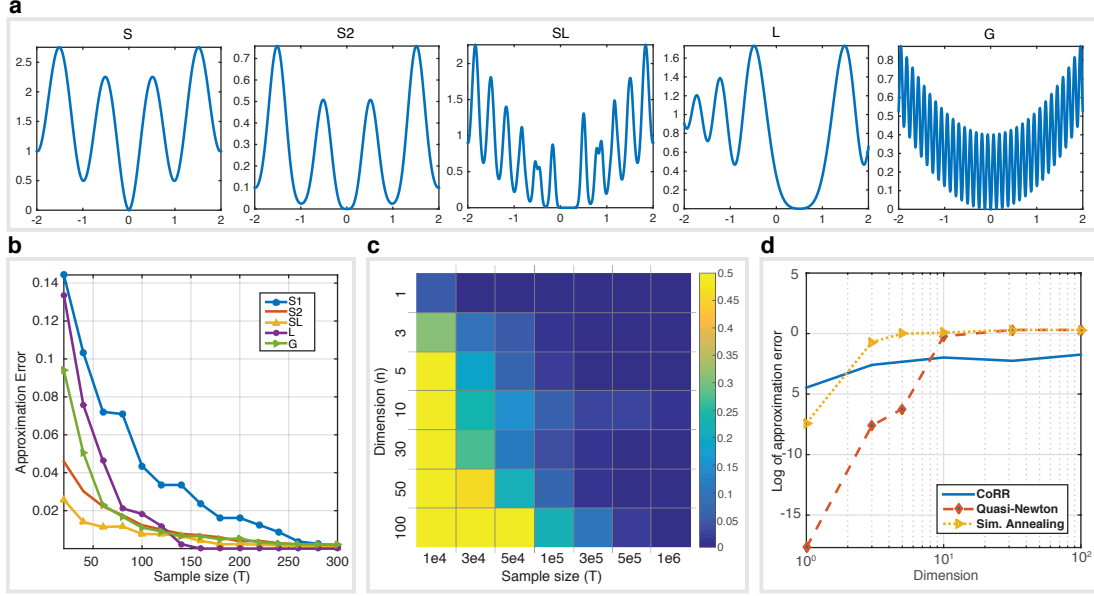 a
S S2 SL L G
2.5 2 1.5 1 0.5 0
-2 -1 0 1 2
0.7 0.6 0.5 0.4 0.3 0.2 0.1 0
-2 -1 0 1 2
2 1.5 1 0.5 0
-2 -1 0 1 2
1.6 1.4 1.2 1 0.8 0.6 0.4 0.2 0
-2 -1 0 1 2
0.8 0.7 0.6 0.5 0.4 0.3 0.2 0.1 0
-2 -1 0 1 2
b
Approximation Error
0.14
0.12
0.1
0.08
0.06
0.04
0.02
S1
S2
SL
L
G
50 100 150 200 250 300
Sample size (T)
c
Dimension (n)
1
3
5
10
30
50
100
1e4 3e4 5e4 1e5 3e5 5e5 1e6
Sample size (T)
0.5
0.45
0.4
0.35
0.3
0.25
0.2
0.15
0.1
0.05
0
d
Log of approximation error
5
0
5
-10
-15
CoRR
Quasi-Newton
Sim. Annealing
10⁰ 10¹ 10²
Dimension